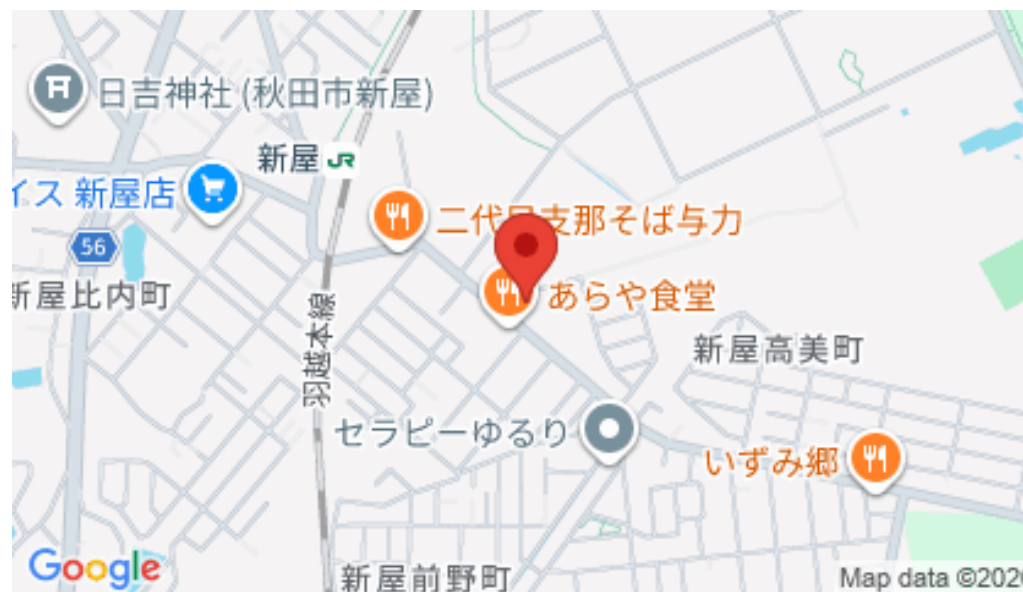 日吉神社 (秋田市新屋)
新屋 JR
イス 新屋店
二代目支那そば与力
56
新屋比内町
あらや食堂
羽越本線
新屋高美町
セラピーゆるり
いずみ郷
Google
新屋前野町
Map data ©202